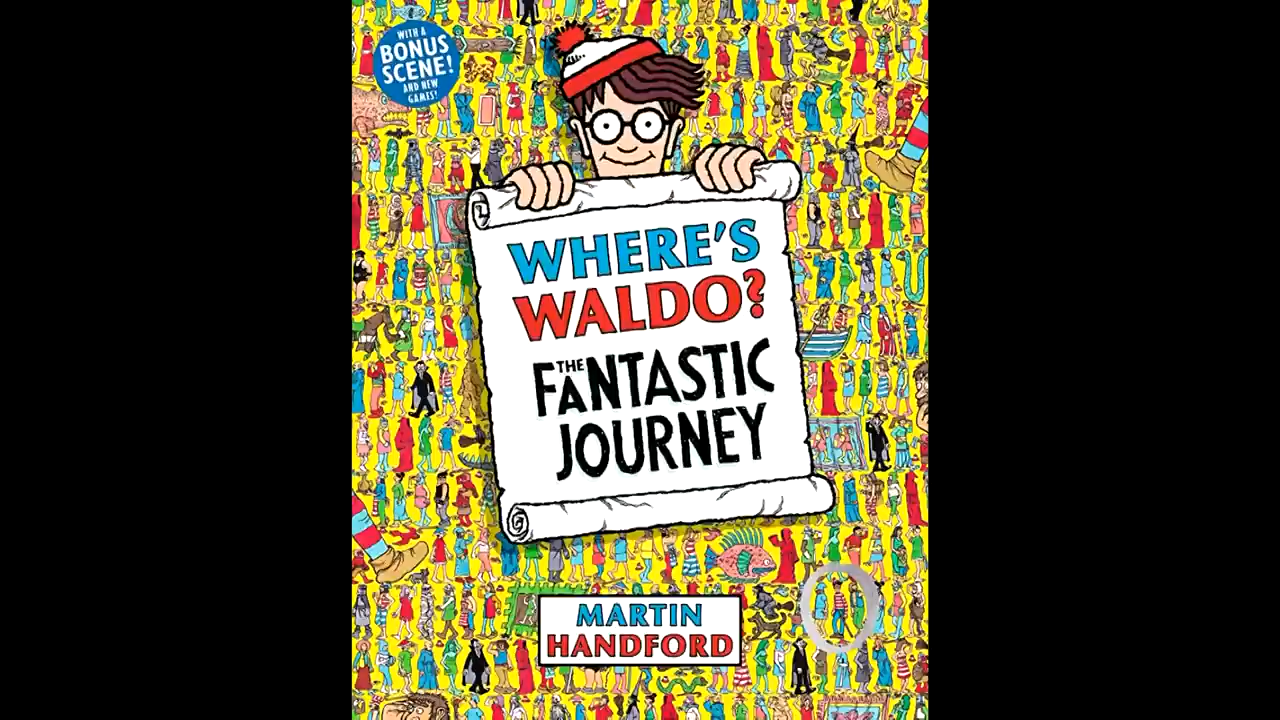 WITH A
BONUS
SCENE!
AND NEW
GAMES!
WHERE'S
WALDO?
THE
FANTASTIC
JOURNEY
MARTIN
HANDFORD